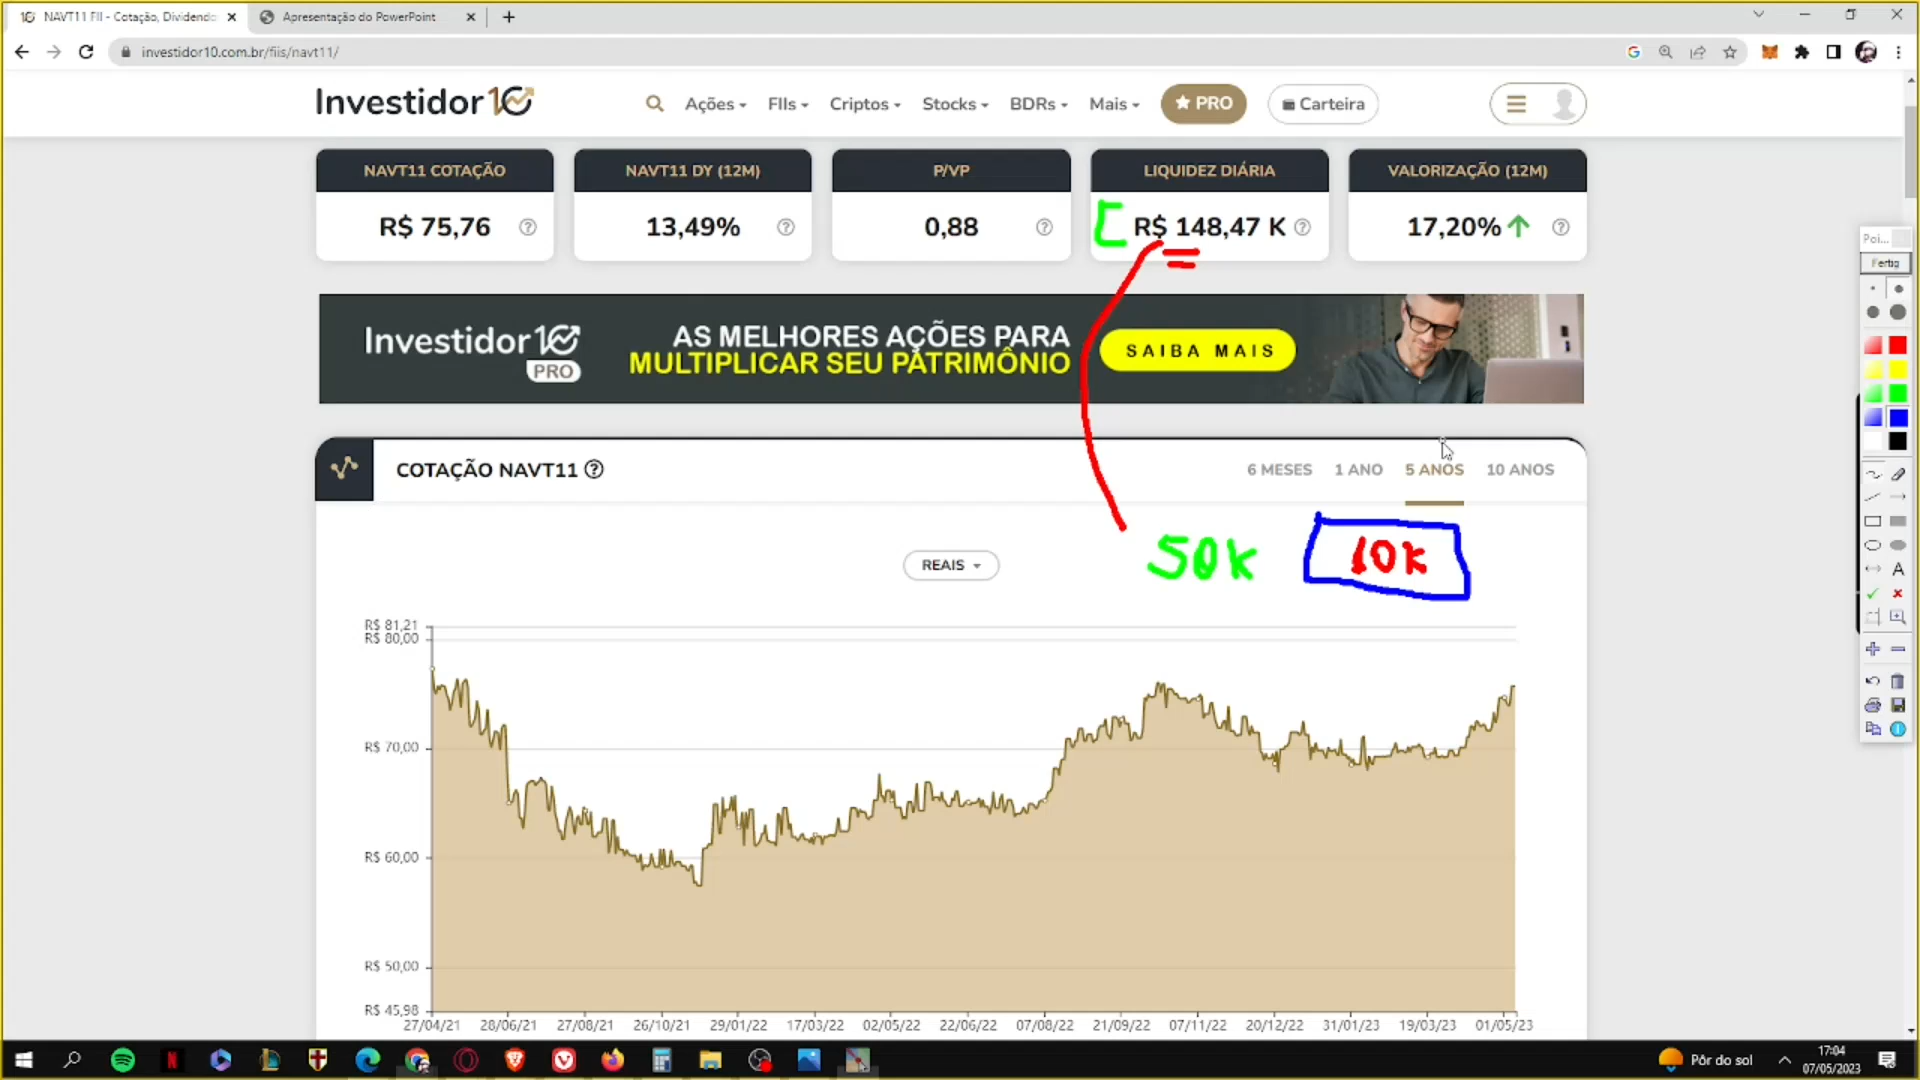 NAVT11 FII - Cotação, Dividendo
Apresentação do PowerPoint
investidor10.com.br/fiis/navt11/
Investidor10
Ações
FIIs
Criptos
Stocks
BDRs
Mais
PRO
Carteira
NAVT11 COTAÇÃO
NAVT11 DY (12M)
P/VP
LIQUIDEZ DIÁRIA
VALORIZAÇÃO (12M)
R$ 75,76
13,49%
0,88
R$ 148,47 K
17,20%
Investidor10
PRO
AS MELHORES AÇÕES PARA
MULTIPLICAR SEU PATRIMÔNIO
SAIBA MAIS
COTAÇÃO NAVT11
6 MESES
1 ANO
5 ANOS
10 ANOS
50k
10k
REAIS
R$ 81,21
R$ 80,00
R$ 70,00
R$ 60,00
R$ 50,00
R$ 45,98
27/04/21
28/06/21
27/08/21
26/10/21
29/01/22
17/03/22
02/05/22
22/06/22
07/08/22
21/09/22
07/11/22
20/12/22
31/01/23
19/03/23
01/05/23
Poi...
Fertig
A
Pôr do sol
17:04
07/05/2023